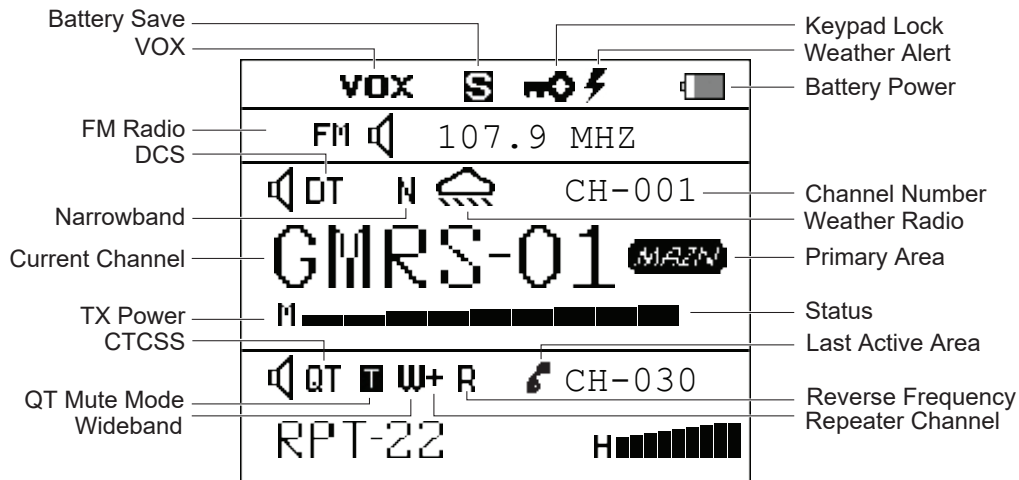 Battery Save
VOX
Keypad Lock
Weather Alert
Battery Power
VOX S
FM Radio
DCS
FM 107.9 MHZ
DT N CH-001
Channel Number
Weather Radio
Narrowband
Current Channel
GMRS-01 MAIN
Primary Area
TX Power
CTCSS
M
Status
Last Active Area
QT T W+ R CH-030
QT Mute Mode
Wideband
Reverse Frequency
Repeater Channel
RPT-22 H